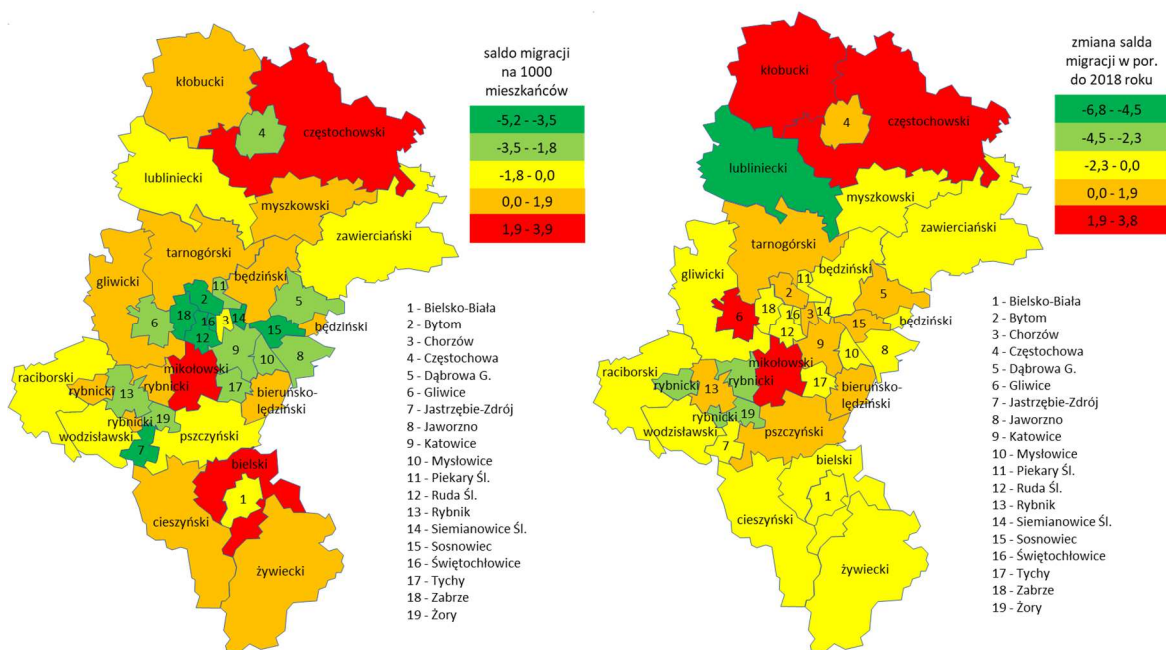 saldo migracji
na 1000
mieszkańców
-5,2 - -3,5
-3,5 - -1,8
-1,8 - 0,0
0,0 - 1,9
1,9 - 3,9
kłobucki
4
częstochowski
lubliniecki
myszkowski
zawierciański
tarnogórski
gliwicki
będziński
11
2
5
18
6
16
3
14
12
15
będziński
9
10
8
mikołowski
raciborski
rybnicki
13
rybnicki
17
bieruńsko-
lędziński
rybnicki
19
wodzisławski
pszczyński
7
bielski
1
cieszyński
żywiecki
1 - Bielsko-Biała
2 - Bytom
3 - Chorzów
4 - Częstochowa
5 - Dąbrowa G.
6 - Gliwice
7 - Jastrzębie-Zdrój
8 - Jaworzno
9 - Katowice
10 - Mysłowice
11 - Piekary Śl.
12 - Ruda Śl.
13 - Rybnik
14 - Siemianowice Śl.
15 - Sosnowiec
16 - Świętochłowice
17 - Tychy
18 - Zabrze
19 - Żory
zmiana salda
migracji w por.
do 2018 roku
-6,8 - -4,5
-4,5 - -2,3
-2,3 - 0,0
0,0 - 1,9
1,9 - 3,8
kłobucki
4
częstochowski
lubliniecki
myszkowski
zawierciański
tarnogórski
gliwicki
będziński
11
2
5
18
6
16
3
14
12
15
będziński
9
10
8
mikołowski
raciborski
rybnicki
13
rybnicki
17
bieruńsko-
lędziński
rybnicki
19
wodzisławski
pszczyński
7
bielski
1
cieszyński
żywiecki
1 - Bielsko-Biała
2 - Bytom
3 - Chorzów
4 - Częstochowa
5 - Dąbrowa G.
6 - Gliwice
7 - Jastrzębie-Zdrój
8 - Jaworzno
9 - Katowice
10 - Mysłowice
11 - Piekary Śl.
12 - Ruda Śl.
13 - Rybnik
14 - Siemianowice Śl.
15 - Sosnowiec
16 - Świętochłowice
17 - Tychy
18 - Zabrze
19 - Żory